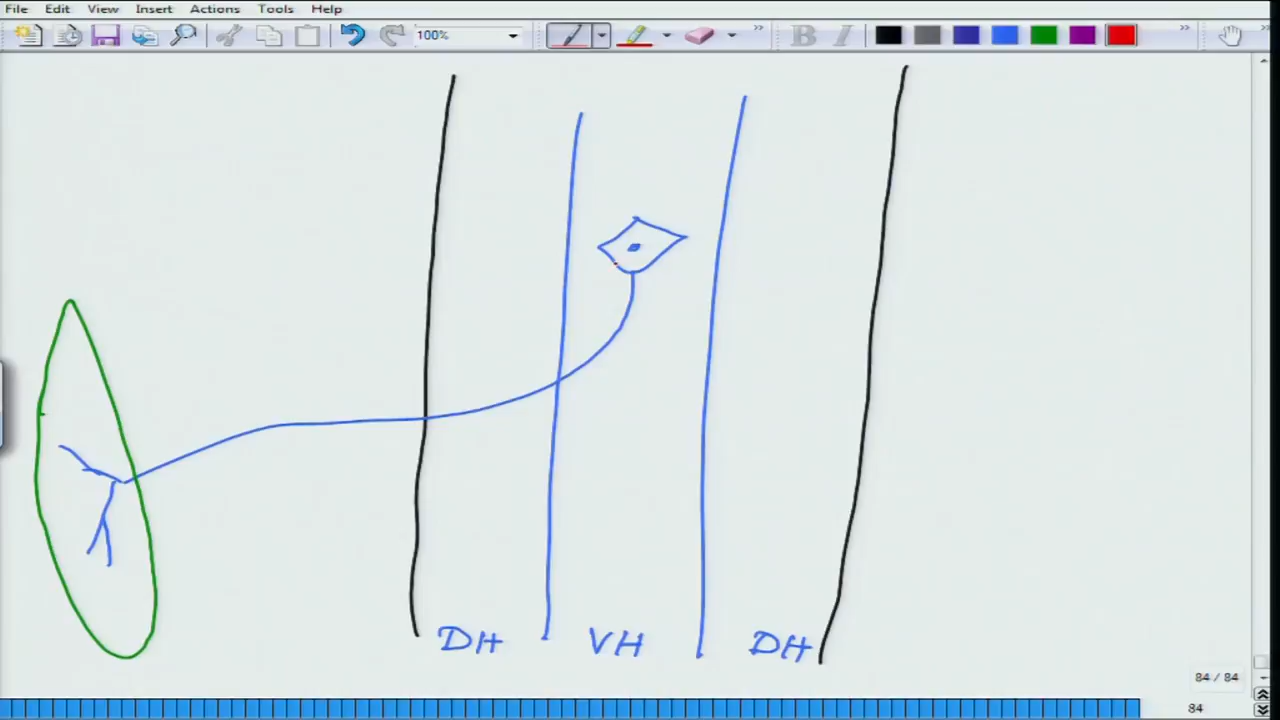 File Edit View Insert Actions Tools Help
100%
B I
DH VH DH
84 / 84
84